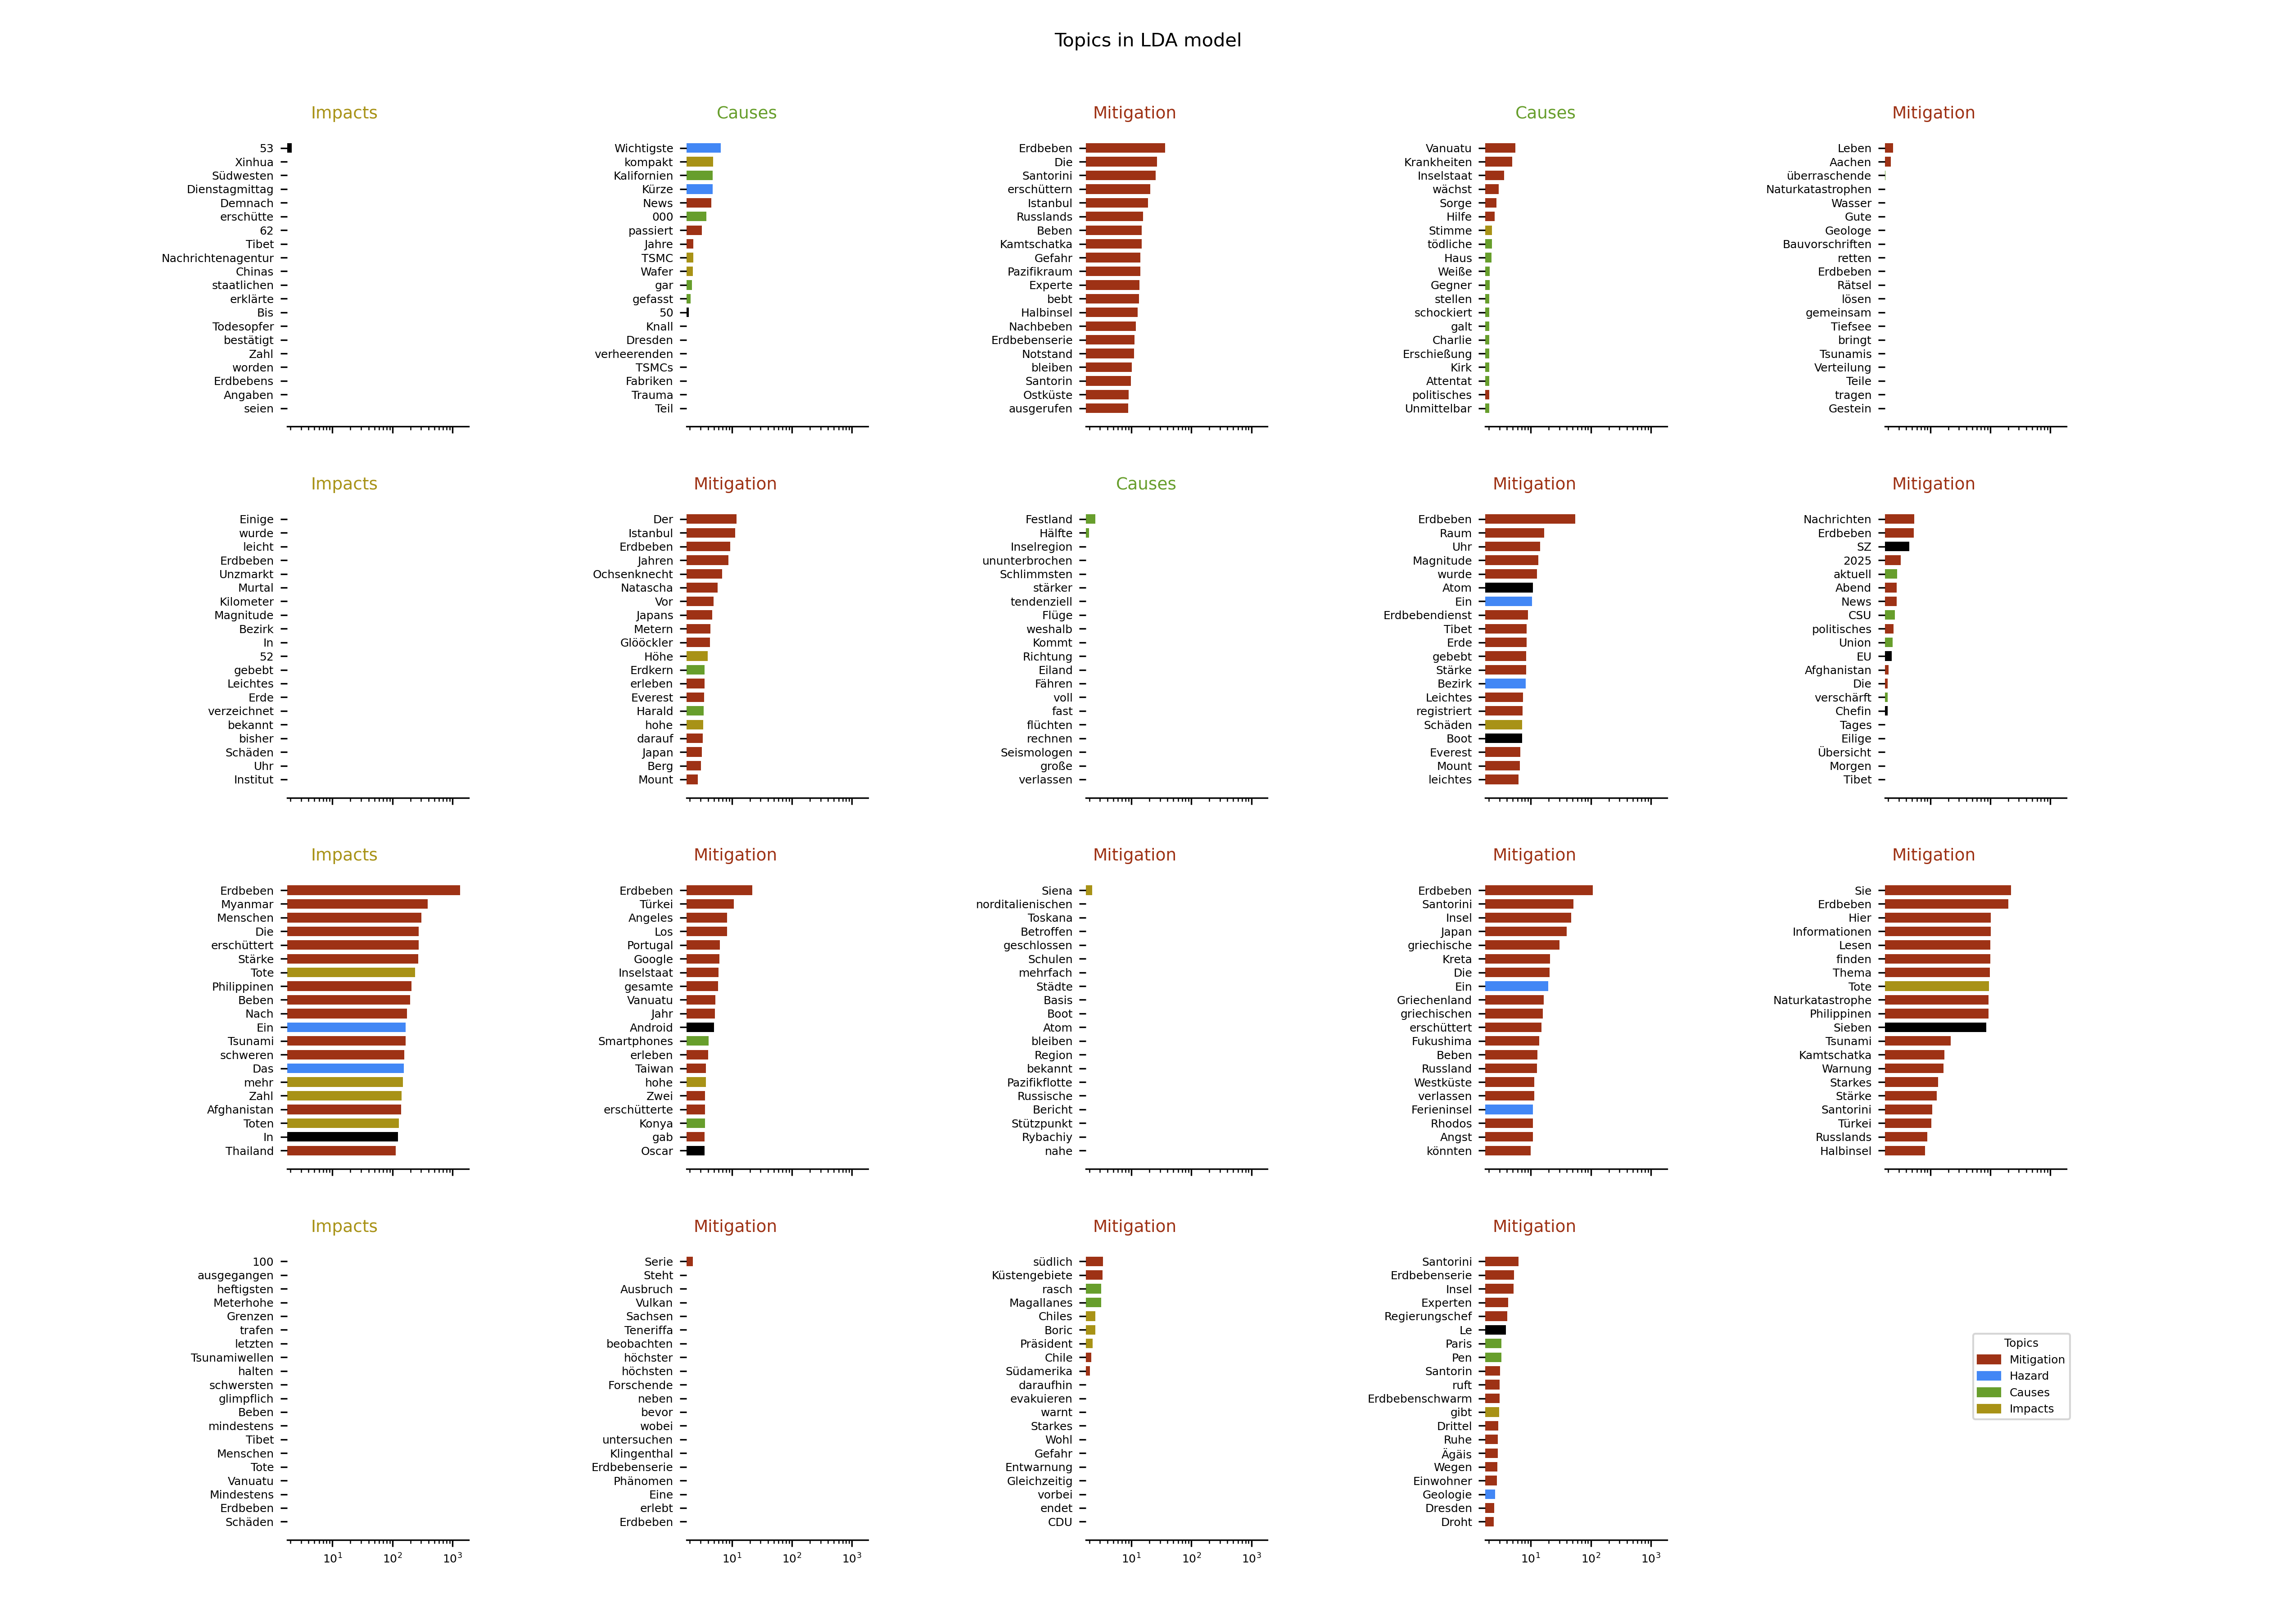 Topics in LDA model
Impacts
53
Xinhua
Südwesten
Dienstagmittag
Demnach
erschütte
62
Tibet
Nachrichtenagentur
Chinas
staatlichen
erklärte
Bis
Todesopfer
bestätigt
Zahl
worden
Erdbebens
Angaben
seien
Causes
Wichtigste
kompakt
Kalifornien
Kürze
News
000
passiert
Jahre
TSMC
Wafer
gar
gefasst
50
Knall
Dresden
verheerenden
TSMCs
Fabriken
Trauma
Teil
Mitigation
Erdbeben
Die
Santorini
erschüttern
Istanbul
Russlands
Beben
Kamtschatka
Gefahr
Pazifikraum
Experte
bebt
Halbinsel
Nachbeben
Erdbebenserie
Notstand
bleiben
Santorin
Ostküste
ausgerufen
Causes
Vanuatu
Krankheiten
Inselstaat
wächst
Sorge
Hilfe
Stimme
tödliche
Haus
Weiße
Gegner
stellen
schockiert
galt
Charlie
Erschießung
Kirk
Attentat
politisches
Unmittelbar
Mitigation
Leben
Aachen
überraschende
Naturkatastrophen
Wasser
Gute
Geologe
Bauvorschriften
retten
Erdbeben
Rätsel
lösen
gemeinsam
Tiefsee
bringt
Tsunamis
Verteilung
Teile
tragen
Gestein
Impacts
Einige
wurde
leicht
Erdbeben
Unzmarkt
Murtal
Kilometer
Magnitude
Bezirk
In
52
gebebt
Leichtes
Erde
verzeichnet
bekannt
bisher
Schäden
Uhr
Institut
Mitigation
Der
Istanbul
Erdbeben
Jahren
Ochsenknecht
Natascha
Vor
Japans
Metern
Glööckler
Höhe
Erdkern
erleben
Everest
Harald
hohe
darauf
Japan
Berg
Mount
Causes
Festland
Hälfte
Inselregion
ununterbrochen
Schlimmsten
stärker
tendenziell
Flüge
weshalb
Kommt
Richtung
Eiland
Fähren
voll
fast
flüchten
rechnen
Seismologen
große
verlassen
Mitigation
Erdbeben
Raum
Uhr
Magnitude
wurde
Atom
Ein
Erdbebendienst
Tibet
Erde
gebebt
Stärke
Bezirk
Leichtes
registriert
Schäden
Boot
Everest
Mount
leichtes
Mitigation
Nachrichten
Erdbeben
SZ
2025
aktuell
Abend
News
CSU
politisches
Union
EU
Afghanistan
Die
verschärft
Chefin
Tages
Eilige
Übersicht
Morgen
Tibet
Impacts
Erdbeben
Myanmar
Menschen
Die
erschüttert
Stärke
Tote
Philippinen
Beben
Nach
Ein
Tsunami
schweren
Das
mehr
Zahl
Afghanistan
Toten
In
Thailand
Mitigation
Erdbeben
Türkei
Angeles
Los
Portugal
Google
Inselstaat
gesamte
Vanuatu
Jahr
Android
Smartphones
erleben
Taiwan
hohe
Zwei
erschütterte
Konya
gab
Oscar
Mitigation
Siena
norditalienischen
Toskana
Betroffen
geschlossen
Schulen
mehrfach
Städte
Basis
Boot
Atom
bleiben
Region
bekannt
Pazifikflotte
Russische
Bericht
Stützpunkt
Rybachiy
nahe
Mitigation
Erdbeben
Santorini
Insel
Japan
griechische
Kreta
Die
Ein
Griechenland
griechischen
erschüttert
Fukushima
Beben
Russland
Westküste
verlassen
Ferieninsel
Rhodos
Angst
könnten
Mitigation
Sie
Erdbeben
Hier
Informationen
Lesen
finden
Thema
Tote
Naturkatastrophe
Philippinen
Sieben
Tsunami
Kamtschatka
Warnung
Starkes
Stärke
Santorini
Türkei
Russlands
Halbinsel
Impacts
100
ausgegangen
heftigsten
Meterhohe
Grenzen
trafen
letzten
Tsunamiwellen
halten
schwersten
glimpflich
Beben
mindestens
Tibet
Menschen
Tote
Vanuatu
Mindestens
Erdbeben
Schäden
10¹ 10² 10³
Mitigation
Serie
Steht
Ausbruch
Vulkan
Sachsen
Teneriffa
beobachten
höchster
höchsten
Forschende
neben
bevor
wobei
untersuchen
Klingenthal
Erdbebenserie
Phänomen
Eine
erlebt
Erdbeben
10¹ 10² 10³
Mitigation
südlich
Küstengebiete
rasch
Magallanes
Chiles
Boric
Präsident
Chile
Südamerika
daraufhin
evakuieren
warnt
Starkes
Wohl
Gefahr
Entwarnung
Gleichzeitig
vorbei
endet
CDU
10¹ 10² 10³
Mitigation
Santorini
Erdbebenserie
Insel
Experten
Regierungschef
Le
Paris
Pen
Santorin
ruft
Erdbebenschwarm
gibt
Drittel
Ruhe
Ägäis
Wegen
Einwohner
Geologie
Dresden
Droht
10¹ 10² 10³
Topics
Mitigation
Hazard
Causes
Impacts